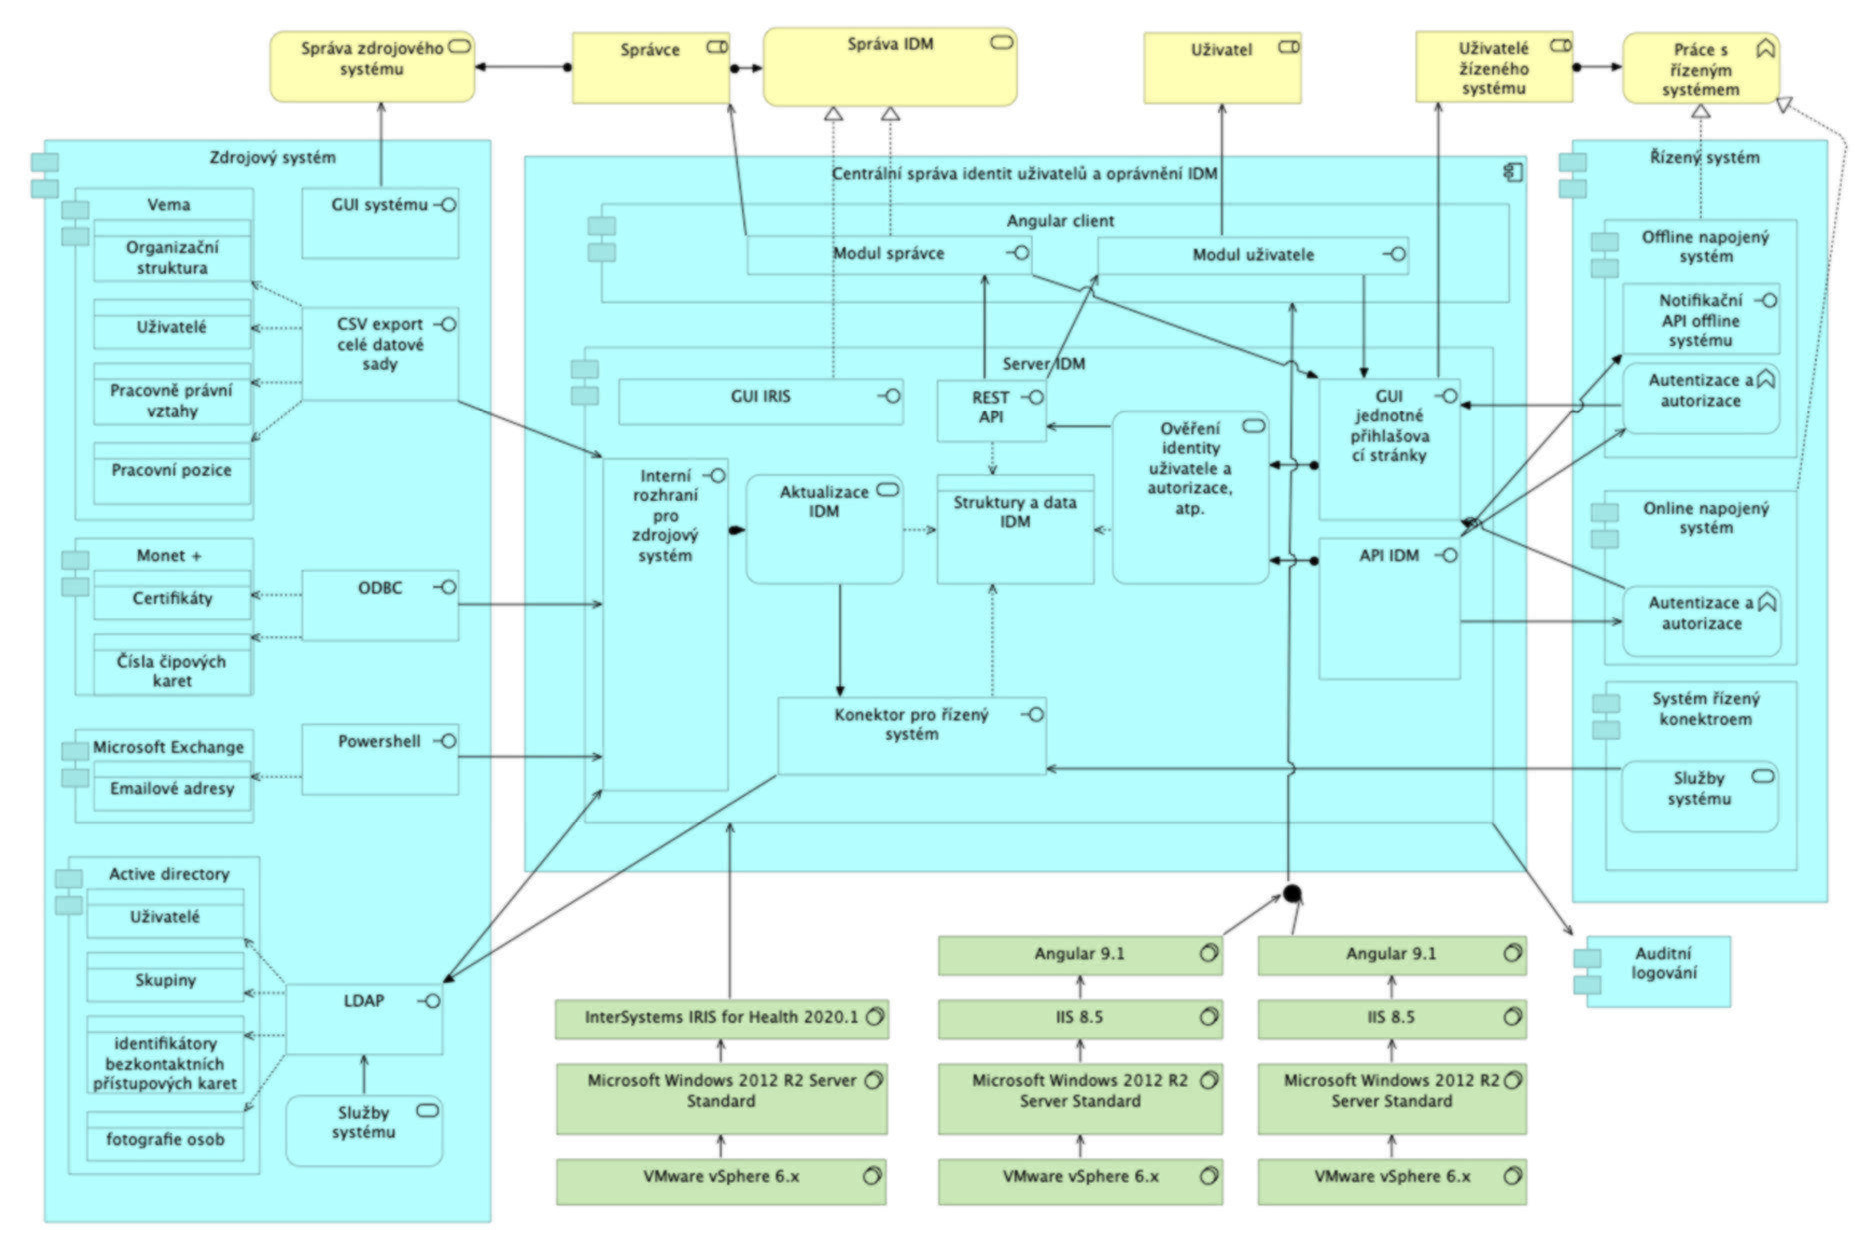 Správa zdrojového
systému
Správce
Správa IDM
Uživatel
Uživatelé
žízeného
systému
Práce s
řízeným
systémem
Zdrojový systém
Vema
Organizační
struktura
Uživatelé
Pracovně právní
vztahy
Pracovní pozice
GUI systému
CSV export
celé datové
sady
Monet +
Certifikáty
Čísla čipových
karet
ODBC
Microsoft Exchange
Emailové adresy
Powershell
Active directory
Uživatelé
Skupiny
identifikátory
bezkontaktních
přístupových karet
fotografie osob
LDAP
Služby
systému
Centrální správa identit uživatelů a oprávnění IDM
Angular client
Modul správce
Modul uživatele
Server IDM
GUI IRIS
REST
API
GUI
jednotné
přihlašova
cí stránky
Interní
rozhraní
pro
zdrojový
systém
Aktualizace
IDM
Struktury a data
IDM
Ověření
identity
uživatele a
autorizace,
atp.
API IDM
Konektor pro řízený
systém
Řízený systém
Offline napojený
systém
Notifikační
API offline
systému
Autentizace a
autorizace
Online napojený
systém
Autentizace a
autorizace
Systém řízený
konektroem
Služby
systému
Auditní
logování
InterSystems IRIS for Health 2020.1
Microsoft Windows 2012 R2 Server
Standard
VMware vSphere 6.x
Angular 9.1
IIS 8.5
Microsoft Windows 2012 R2
Server Standard
VMware vSphere 6.x
Angular 9.1
IIS 8.5
Microsoft Windows 2012 R2
Server Standard
VMware vSphere 6.x